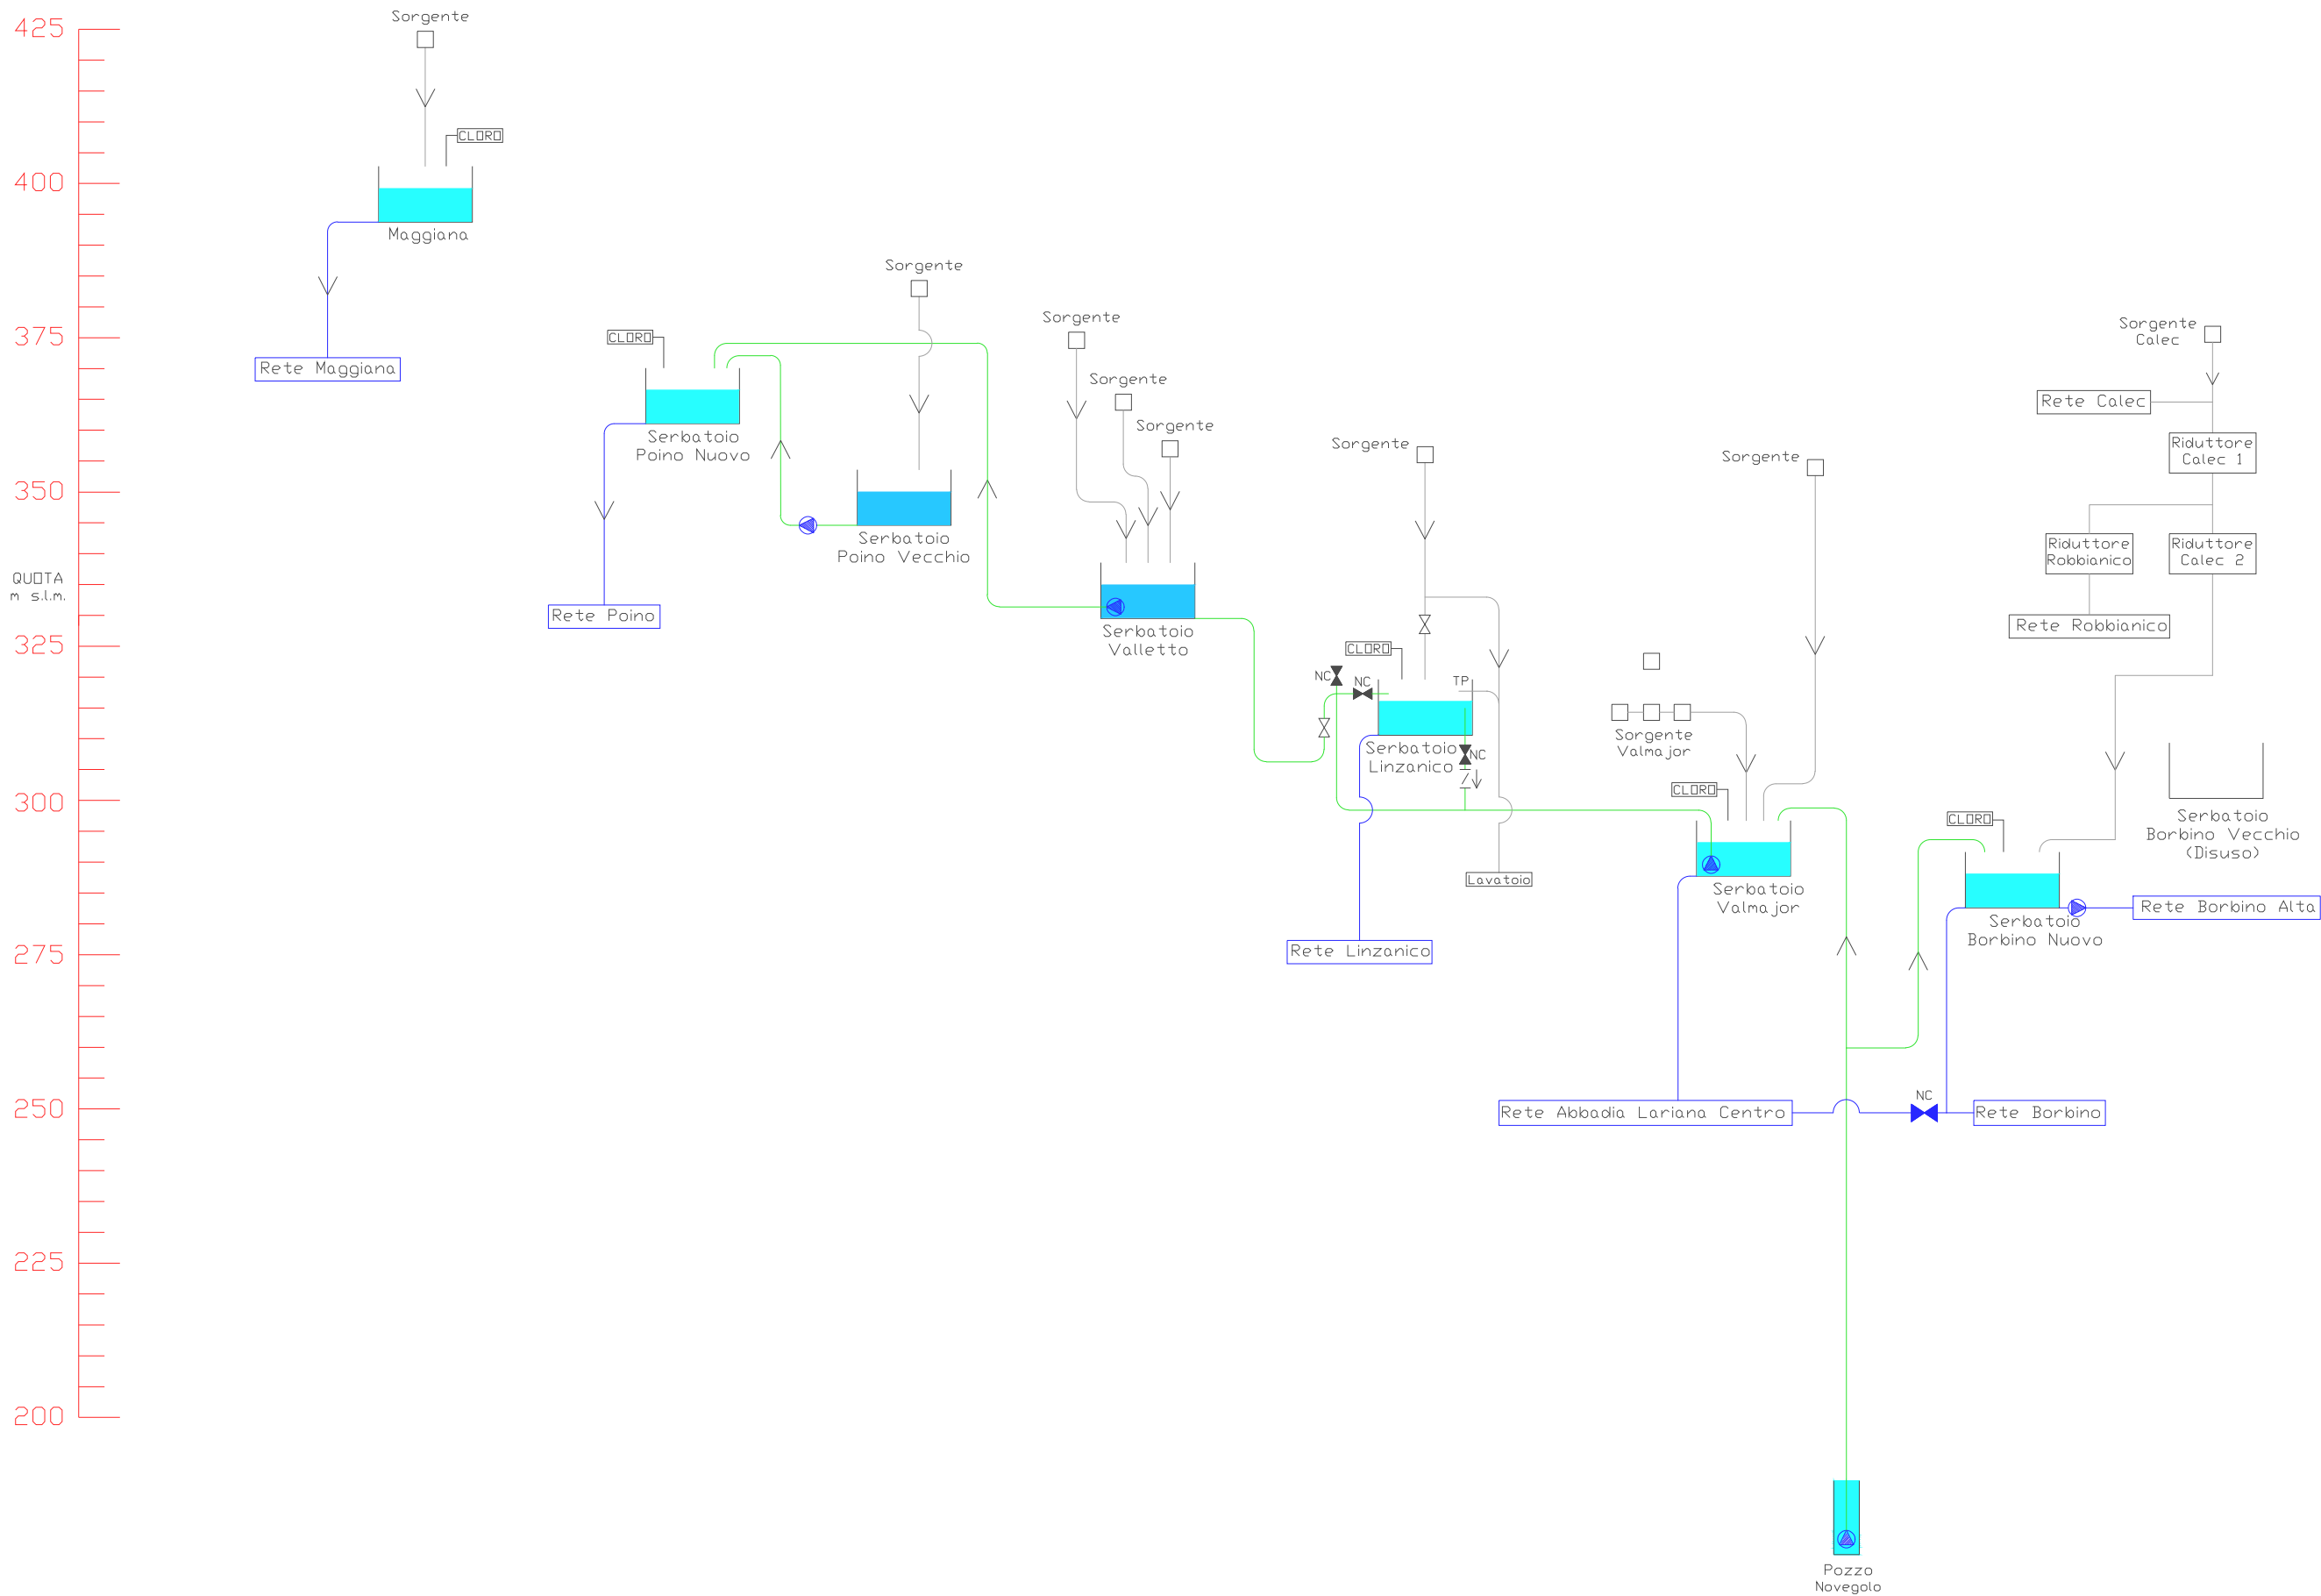 425
Sorgente
CLORO
400
Maggiana
Sorgente
Sorgente
Sorgente
Calec
375
CLORO
Rete Maggiana
Sorgente
Rete Calec
Sorgente
Serbatoio
Poino Nuovo
Sorgente
Sorgente
Riduttore
Calec 1
350
Serbatoio
Poino Vecchio
Riduttore
Robbianico
Riduttore
Calec 2
QUOTA
m s.l.m.
Rete Poino
Serbatoio
Valletto
Rete Robbianico
325
CLORO
NC
NC
TP
Serbatoio
Linzanico
NC
Sorgente
Valmajor
CLORO
300
CLORO
Serbatoio
Borbino Vecchio
(Disuso)
Lavatoio
Serbatoio
Valmajor
Rete Borbino Alta
Serbatoio
Borbino Nuovo
275
Rete Linzanico
250
NC
Rete Abbadia Lariana Centro
Rete Borbino
225
200
Pozzo
Novegolo